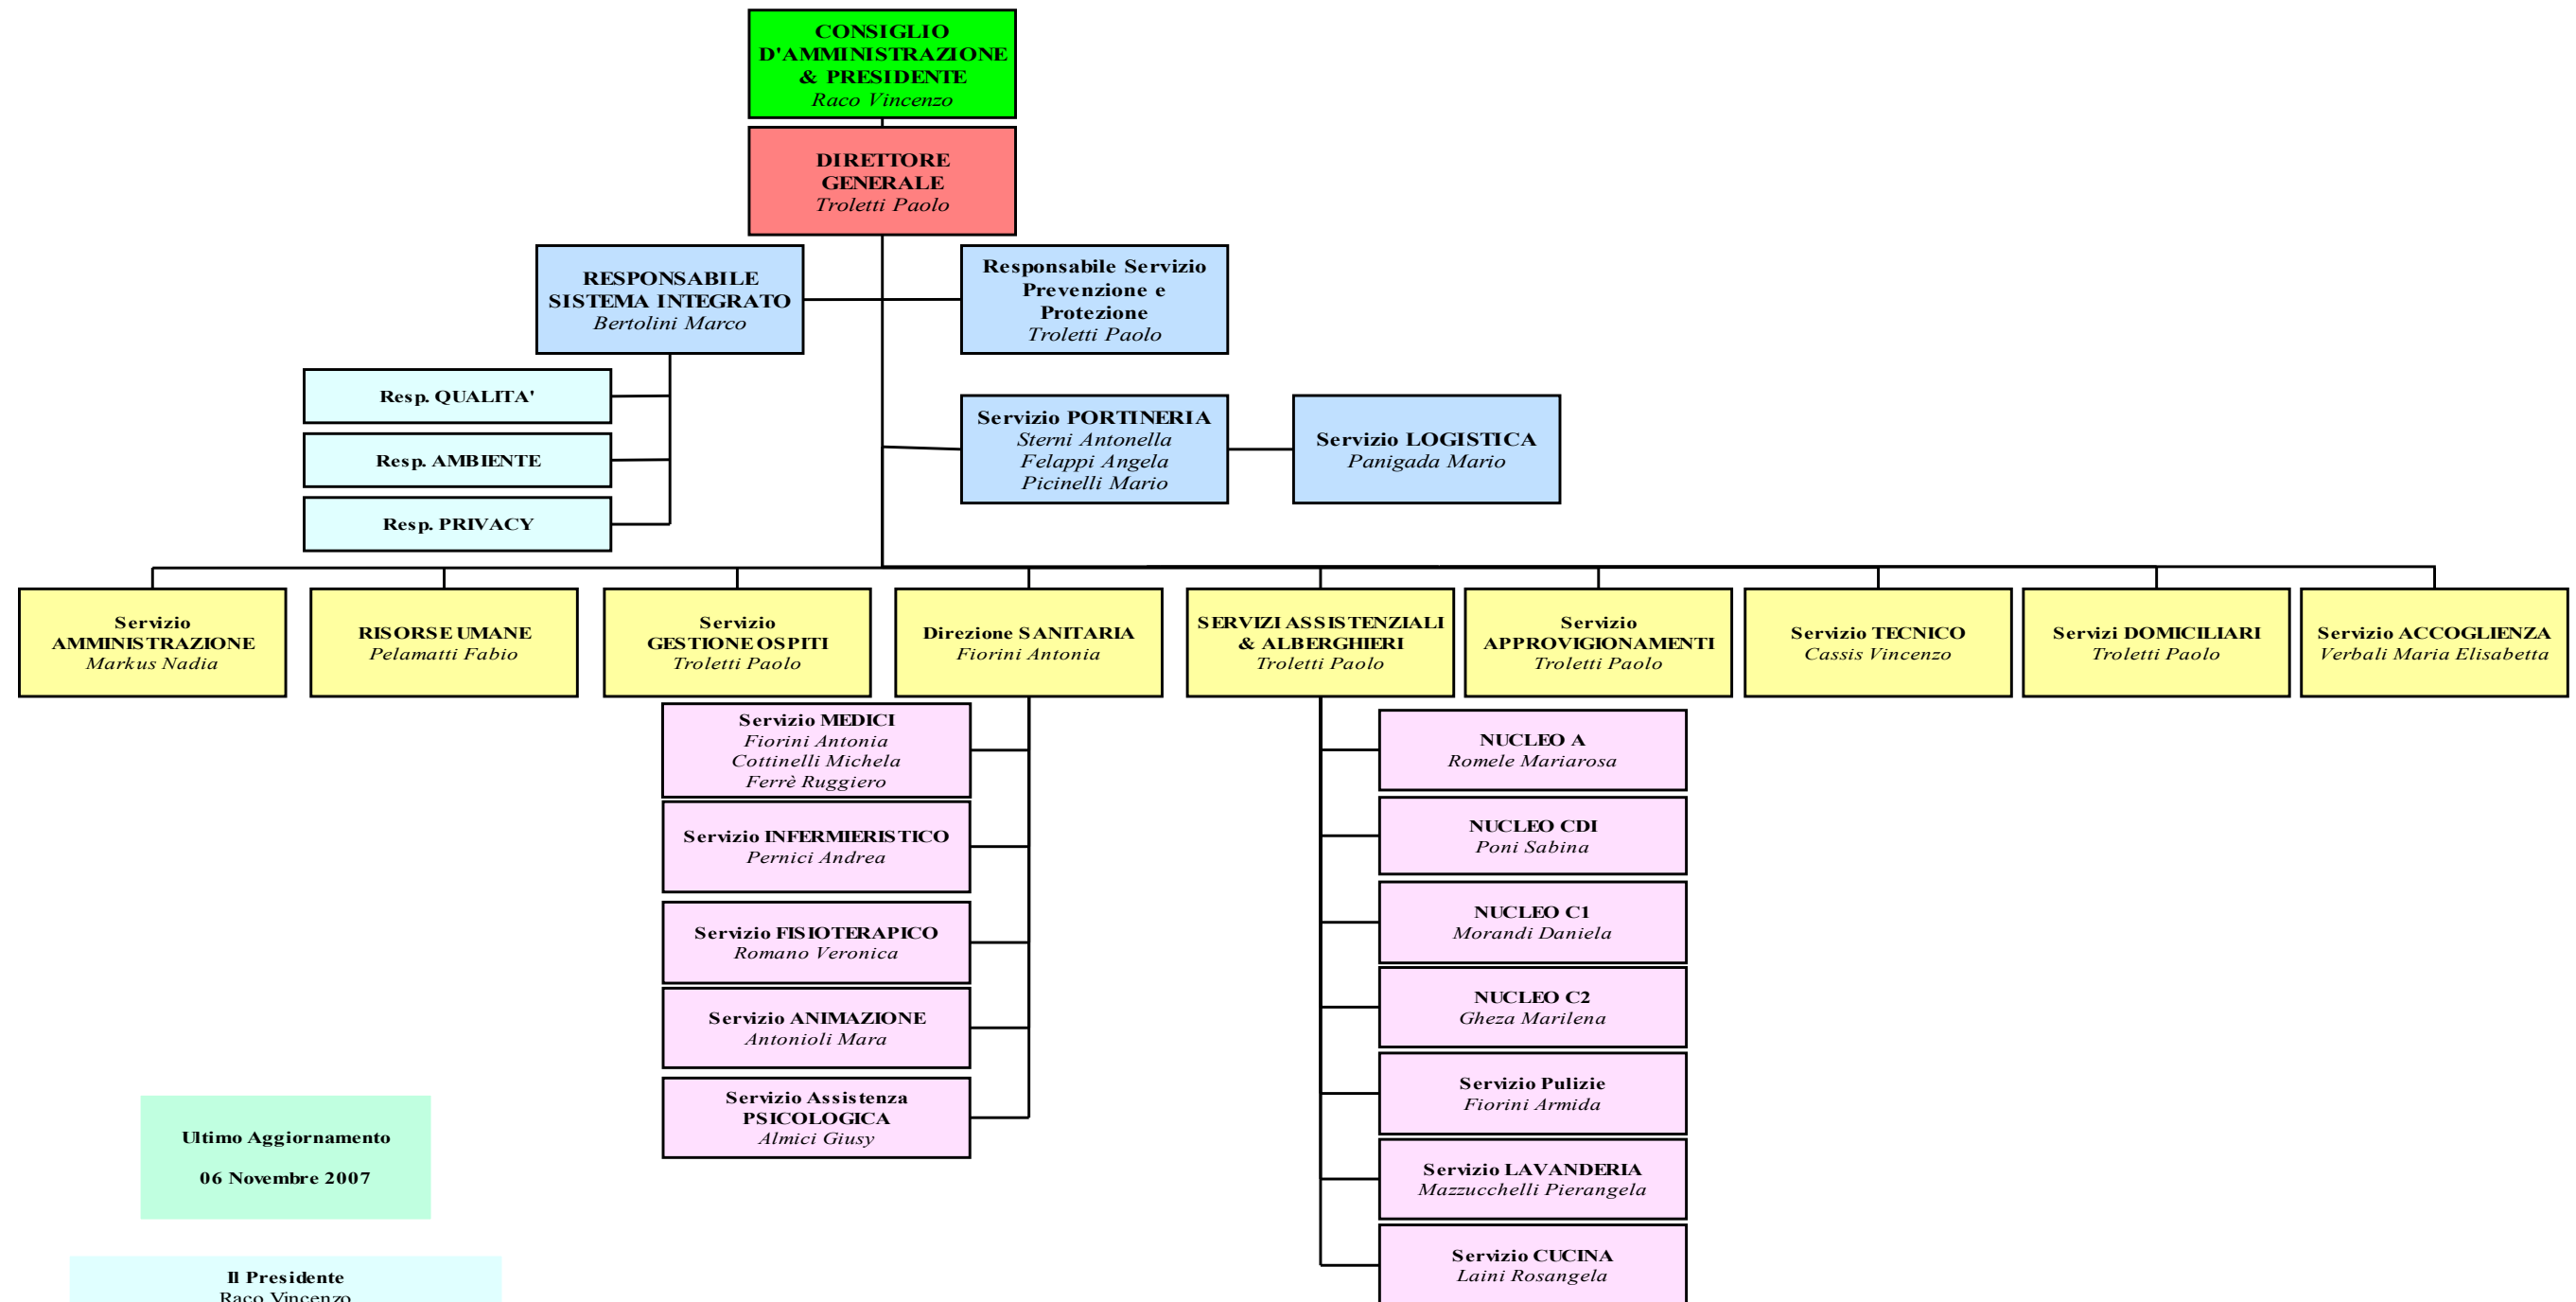 CONSIGLIO
D'AMMINISTRAZIONE
& PRESIDENTE
Raco Vincenzo
DIRETTORE
GENERALE
Troletti Paolo
RESPONSABILE
SISTEMA INTEGRATO
Bertolini Marco
Responsabile Servizio
Prevenzione e
Protezione
Troletti Paolo
Resp. QUALITA'
Resp. AMBIENTE
Resp. PRIVACY
Servizio PORTINERIA
Sterni Antonella
Felappi Angela
Picinelli Mario
Servizio LOGISTICA
Panigada Mario
Servizio
AMMINISTRAZIONE
Markus Nadia
RISORSE UMANE
Pelamatti Fabio
Servizio
GESTIONE OSPITI
Troletti Paolo
Direzione SANITARIA
Fiorini Antonia
SERVIZI ASSISTENZIALI
& ALBERGHIERI
Troletti Paolo
Servizio
APPROVIGIONAMENTI
Troletti Paolo
Servizio TECNICO
Cassis Vincenzo
Servizi DOMICILIARI
Troletti Paolo
Servizio ACCOGLIENZA
Verbali Maria Elisabetta
Servizio MEDICI
Fiorini Antonia
Cottinelli Michela
Ferrè Ruggiero
Servizio INFERMIERISTICO
Pernici Andrea
Servizio FISIOTERAPICO
Romano Veronica
Servizio ANIMAZIONE
Antonioli Mara
Servizio Assistenza
PSICOLOGICA
Almici Giusy
NUCLEO A
Romele Mariarosa
NUCLEO CDI
Poni Sabina
NUCLEO C1
Morandi Daniela
NUCLEO C2
Gheza Marilena
Servizio Pulizie
Fiorini Armida
Servizio LAVANDERIA
Mazzucchelli Pierangela
Servizio CUCINA
Laini Rosangela
Ultimo Aggiornamento
06 Novembre 2007
Il Presidente
Raco Vincenzo